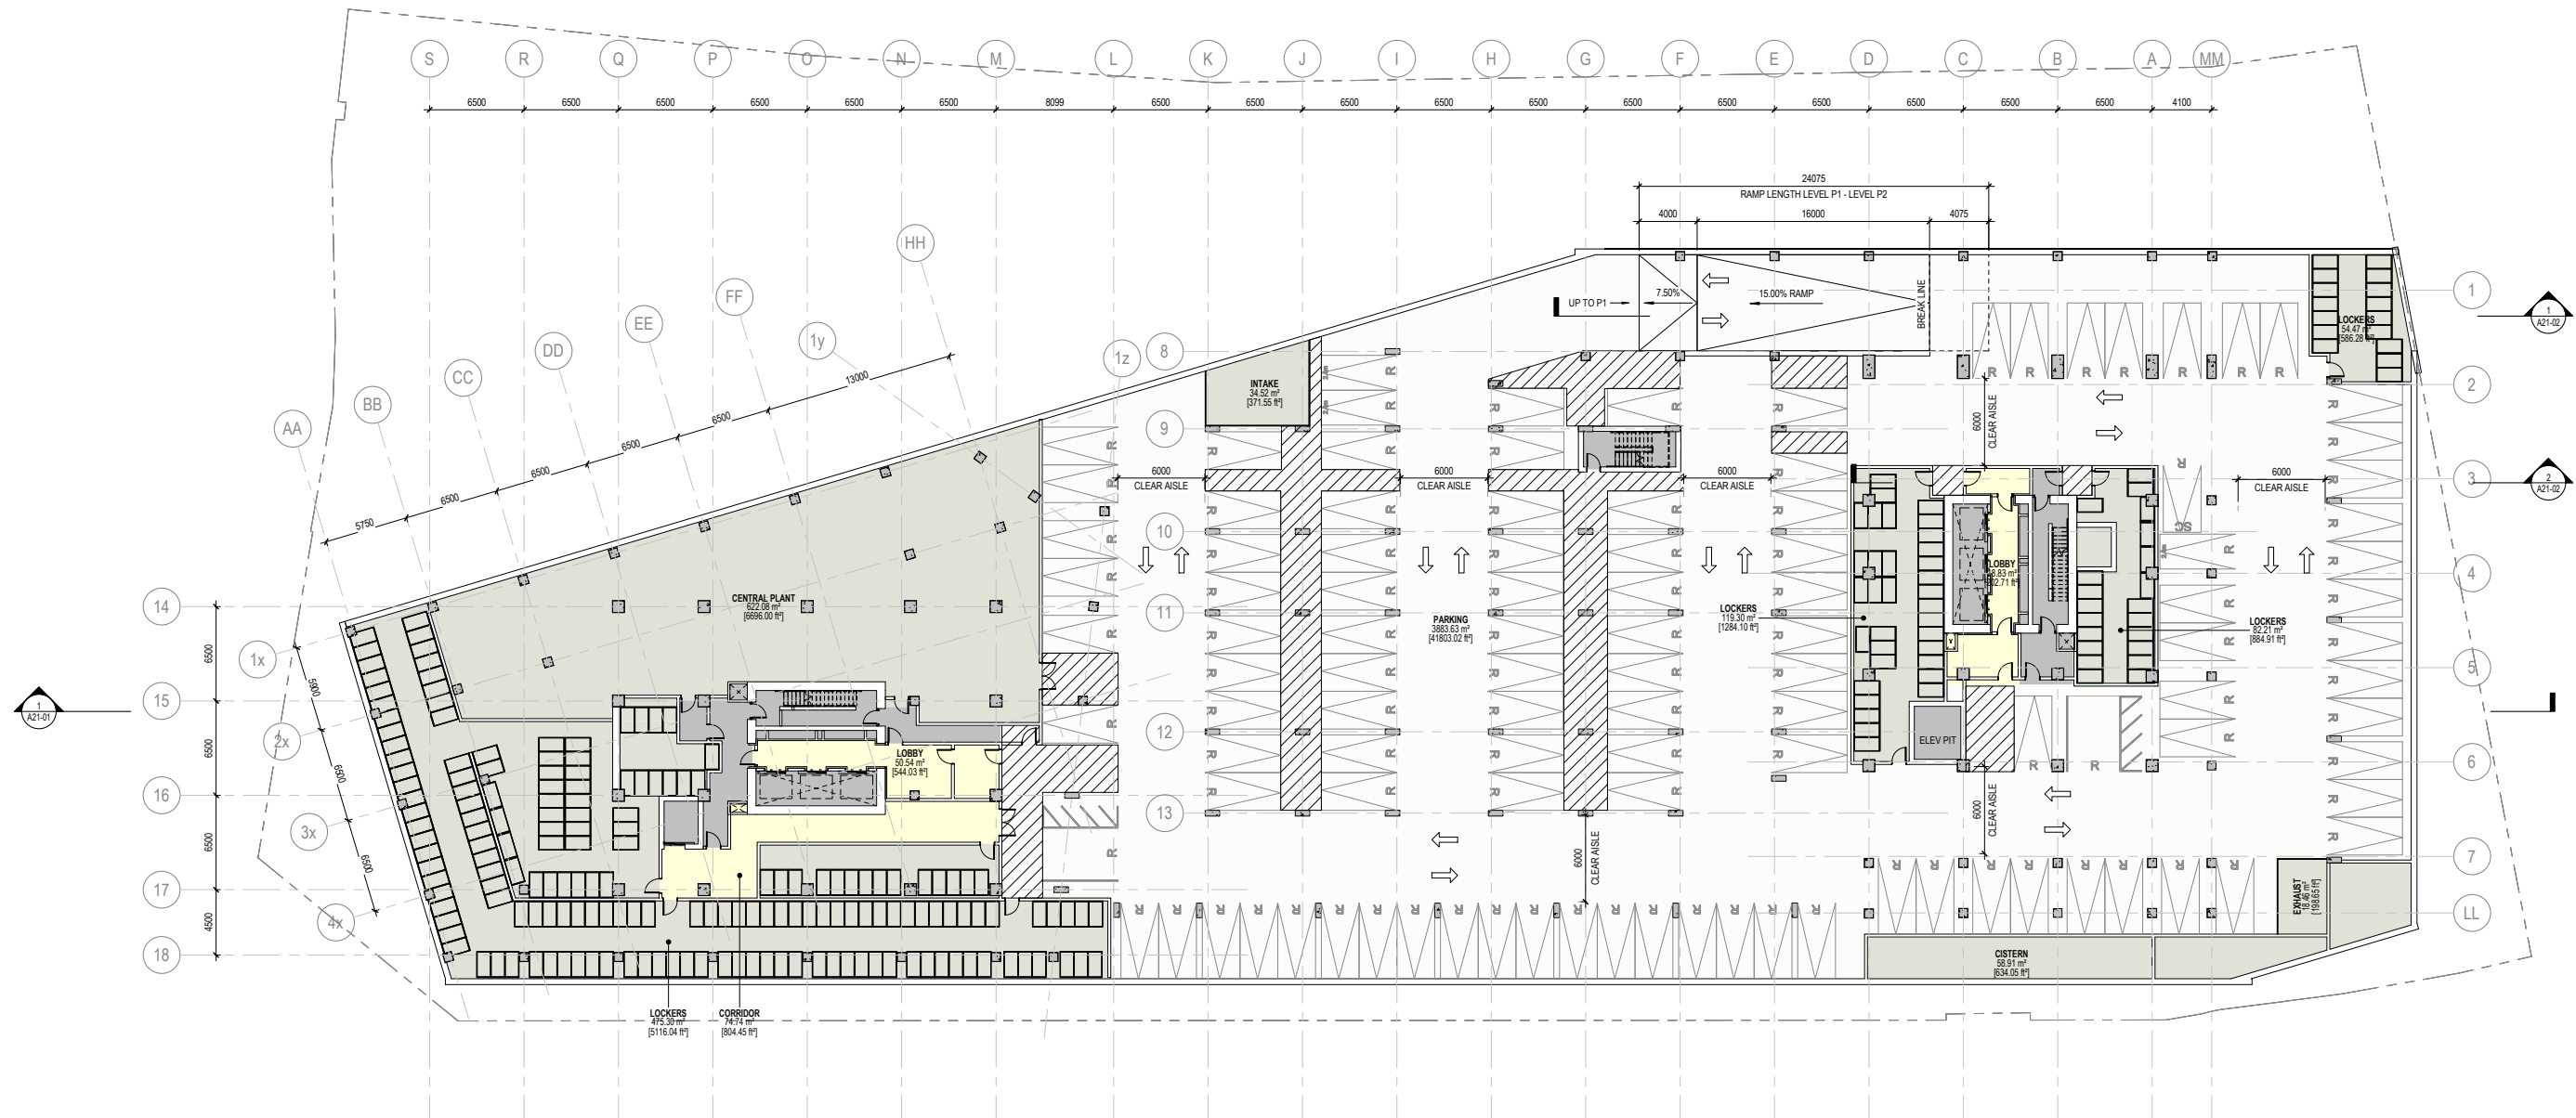 S R Q P O N M L K J I H G F E D C B A MM
6500 6500 6500 6500 6500 6500 8099 6500 6500 6500 6500 6500 6500 6500 6500 6500 6500 6500 4100
24075
RAMP LENGTH LEVEL P1 - LEVEL P2
4000 16000 4075
UP TO P1
7.50%
15.00% RAMP
BREAK LINE
1
2
3
4
5
6
7
LL
1
A21-02
2
A21-02
1
A21-01
AA BB CC DD EE FF 1y HH 1z
5750 6500 6500 6500 6500 13000
8
9
10
11
12
13
14
15
16
17
18
6500
6500
6500
4500
1x
2x
3x
4x
5900
6500
6500
INTAKE
34.52 m²
[371.55 ft²]
LOCKERS
54.47 m²
[586.28 ft²]
6000
CLEAR AISLE
6000
CLEAR AISLE
6000
CLEAR AISLE
6000
CLEAR AISLE
6000
CLEAR AISLE
6000
CLEAR AISLE
6000
CLEAR AISLE
CENTRAL PLANT
622.08 m²
[6696.00 ft²]
PARKING
3883.63 m²
[41803.02 ft²]
LOCKERS
119.30 m²
[1284.10 ft²]
LOBBY
LOCKERS
82.21 m²
[884.91 ft²]
SC
ELEV PIT
LOBBY
50.54 m²
[544.03 ft²]
EXHAUST
18.46 m²
CISTERN
58.91 m²
[634.05 ft²]
LOCKERS
475.30 m²
[5116.04 ft²]
CORRIDOR
74.74 m²
[804.45 ft²]